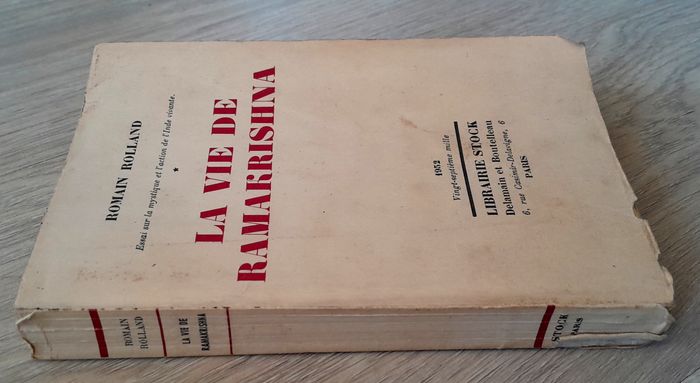 ROMAIN ROLLAND
Essai sur la mystique et l'action de l'Inde vivante.
*
LA VIE DE
RAMAKRISHNA
1952
Vingt-septième mille
LIBRAIRIE STOCK
Delamain et Boutelleau
6, rue Casimir-Delavigne, 6
PARIS
ROMAIN
ROLLAND
LA VIE DE
RAMAKRISHNA
STOCK
PARIS